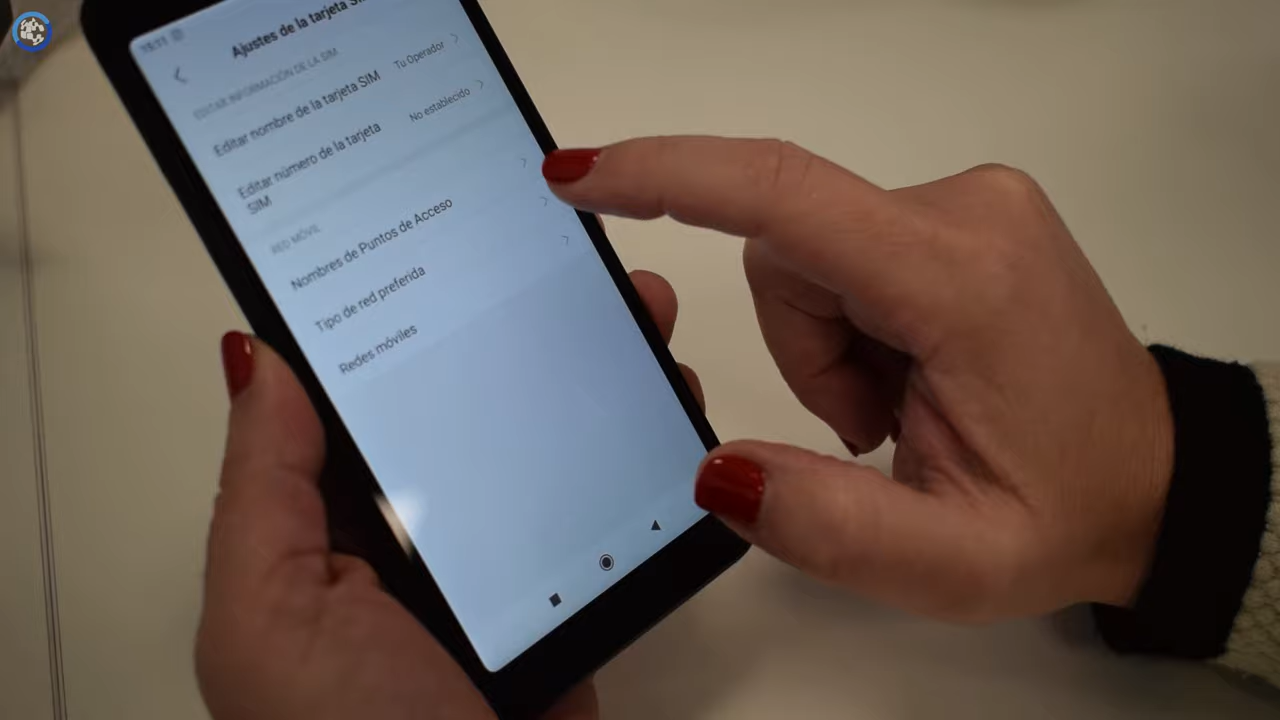 15:11
Ajustes de la tarjeta SIM
EDITAR INFORMACIÓN DE LA SIM
Editar nombre de la tarjeta SIM
Tu Operador
Editar número de la tarjeta
SIM
No establecido
RED MÓVIL
Nombres de Puntos de Acceso
Tipo de red preferida
Redes móviles